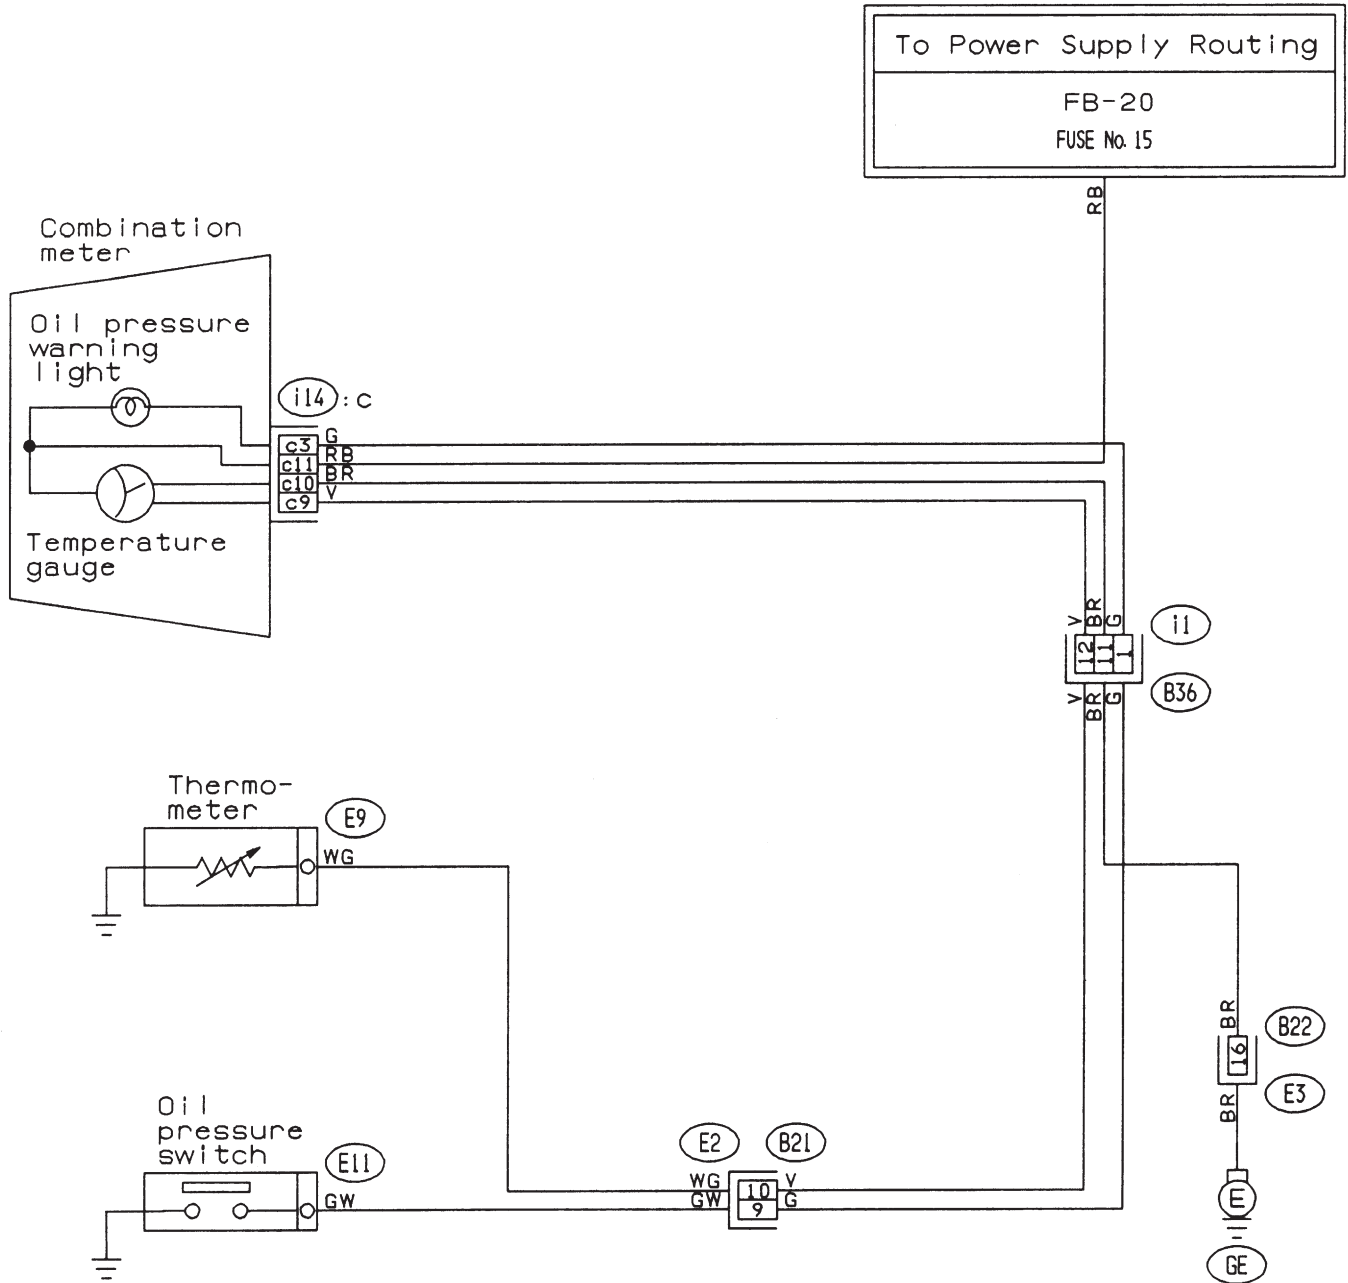 To Power Supply Routing
FB-20
FUSE No. 15
RB
Combination
meter
Oil pressure
warning
light
i14 : c
c3 G
c11 RB
c10 BR
c9 V
Temperature
gauge
V BR G
i1
12 11 1
B36
V BR G
Thermo-
meter
E9
WG
BR
B22
16
E3
BR
Oil
pressure
switch
E11
GW
E2 B21
WG 10 V
GW 9 G
E
GE